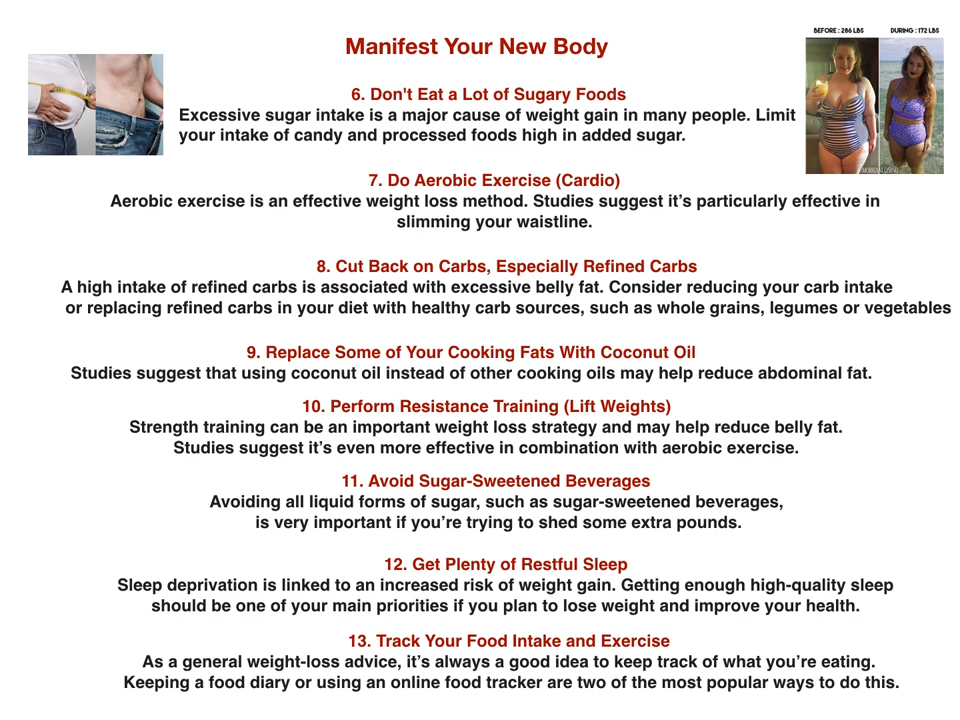 Manifest Your New Body
BEFORE : 286 LBS
DURING : 172 LBS
6. Don't Eat a Lot of Sugary Foods
Excessive sugar intake is a major cause of weight gain in many people. Limit
your intake of candy and processed foods high in added sugar.
7. Do Aerobic Exercise (Cardio)
Aerobic exercise is an effective weight loss method. Studies suggest it’s particularly effective in
slimming your waistline.
8. Cut Back on Carbs, Especially Refined Carbs
A high intake of refined carbs is associated with excessive belly fat. Consider reducing your carb intake
or replacing refined carbs in your diet with healthy carb sources, such as whole grains, legumes or vegetables
9. Replace Some of Your Cooking Fats With Coconut Oil
Studies suggest that using coconut oil instead of other cooking oils may help reduce abdominal fat.
10. Perform Resistance Training (Lift Weights)
Strength training can be an important weight loss strategy and may help reduce belly fat.
Studies suggest it’s even more effective in combination with aerobic exercise.
11. Avoid Sugar-Sweetened Beverages
Avoiding all liquid forms of sugar, such as sugar-sweetened beverages,
is very important if you’re trying to shed some extra pounds.
12. Get Plenty of Restful Sleep
Sleep deprivation is linked to an increased risk of weight gain. Getting enough high-quality sleep
should be one of your main priorities if you plan to lose weight and improve your health.
13. Track Your Food Intake and Exercise
As a general weight-loss advice, it’s always a good idea to keep track of what you’re eating.
Keeping a food diary or using an online food tracker are two of the most popular ways to do this.